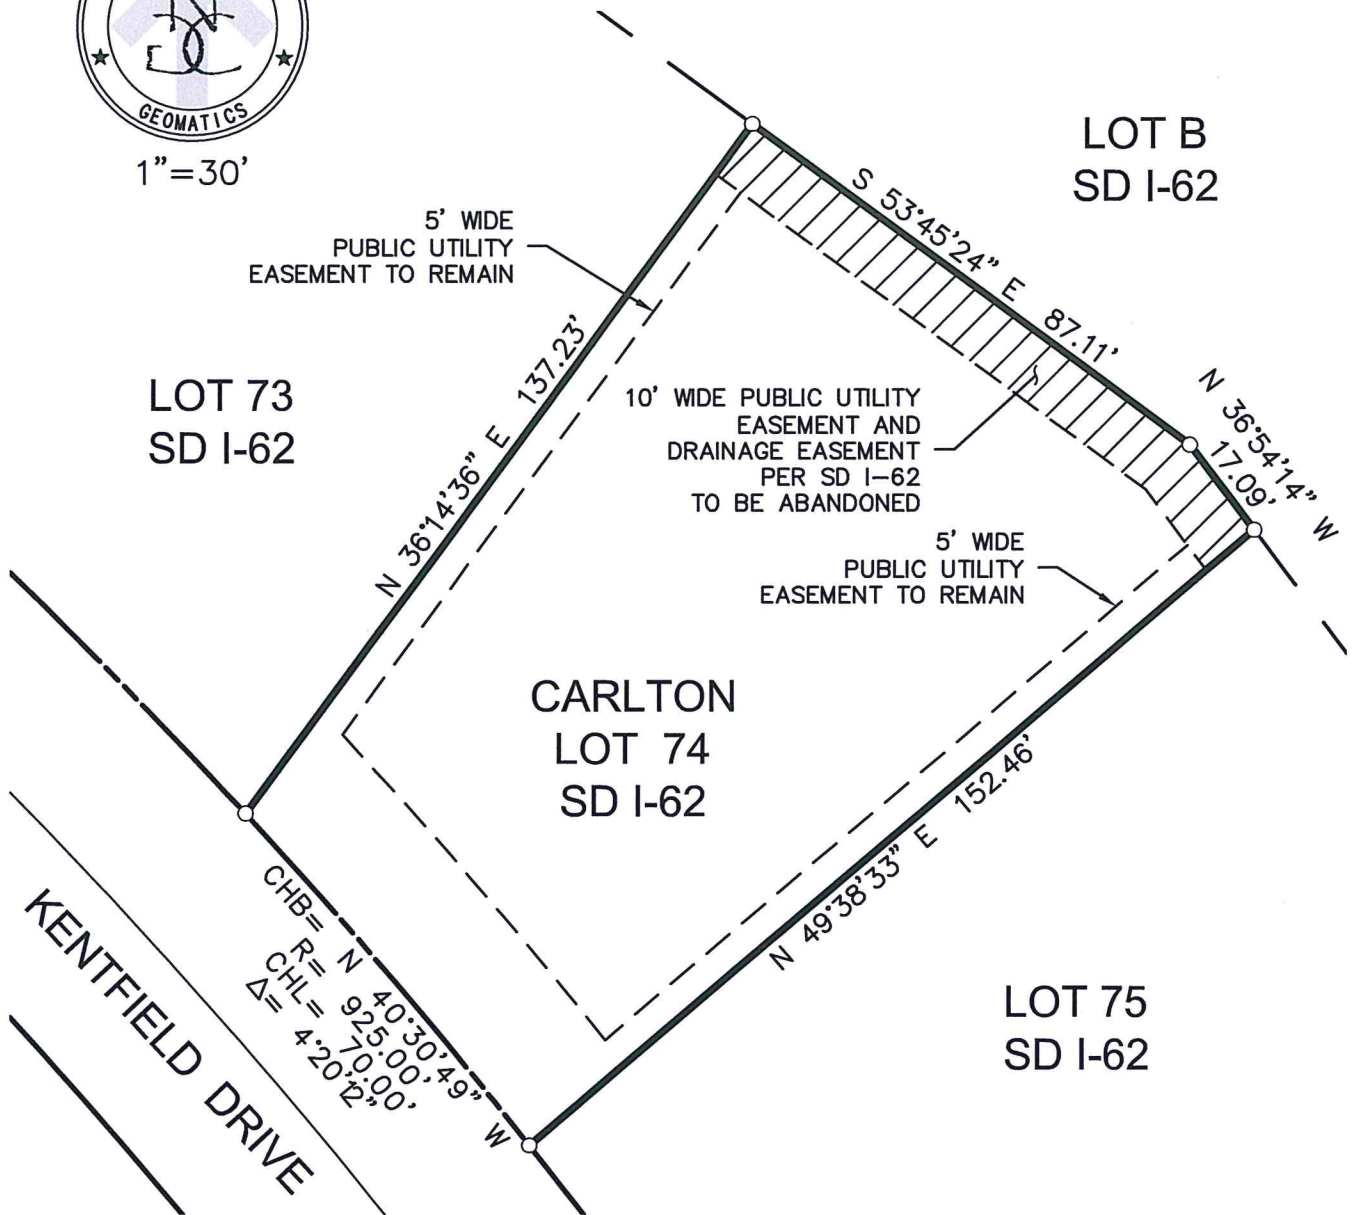 GEOMATICS
1”=30’
LOT B
SD I-62
5’ WIDE
PUBLIC UTILITY
EASEMENT TO REMAIN
S 53°45’24” E 87.11’
N 36°54’14” W
17.09’
LOT 73
SD I-62
N 36°14’36” E 137.23’
10’ WIDE PUBLIC UTILITY
EASEMENT AND
DRAINAGE EASEMENT
PER SD I-62
TO BE ABANDONED
5’ WIDE
PUBLIC UTILITY
EASEMENT TO REMAIN
CARLTON
LOT 74
SD I-62
N 49°38’33” E 152.46’
CHB= N 40°30’49” W
R= 925.00’
CHL= 70.00’
Δ= 4°20’12”
KENTFIELD DRIVE
LOT 75
SD I-62